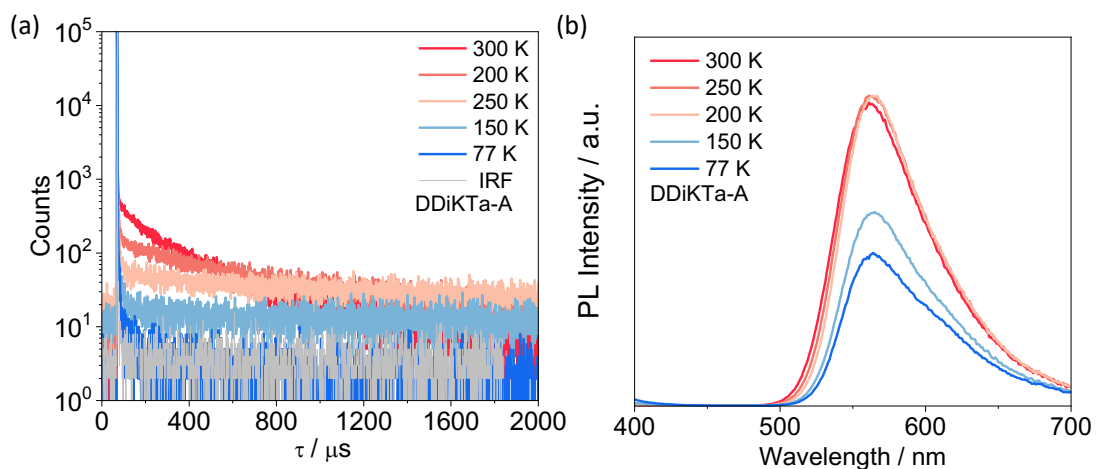 (a)
10^5
10^4
10^3
10^2
10^1
10^0
Counts
0
400
800
1200
1600
2000
τ / μs
300 K
200 K
250 K
150 K
77 K
IRF
DDiKTa-A
(b)
300 K
250 K
200 K
150 K
77 K
DDiKTa-A
PL Intensity / a.u.
400
500
600
700
Wavelength / nm